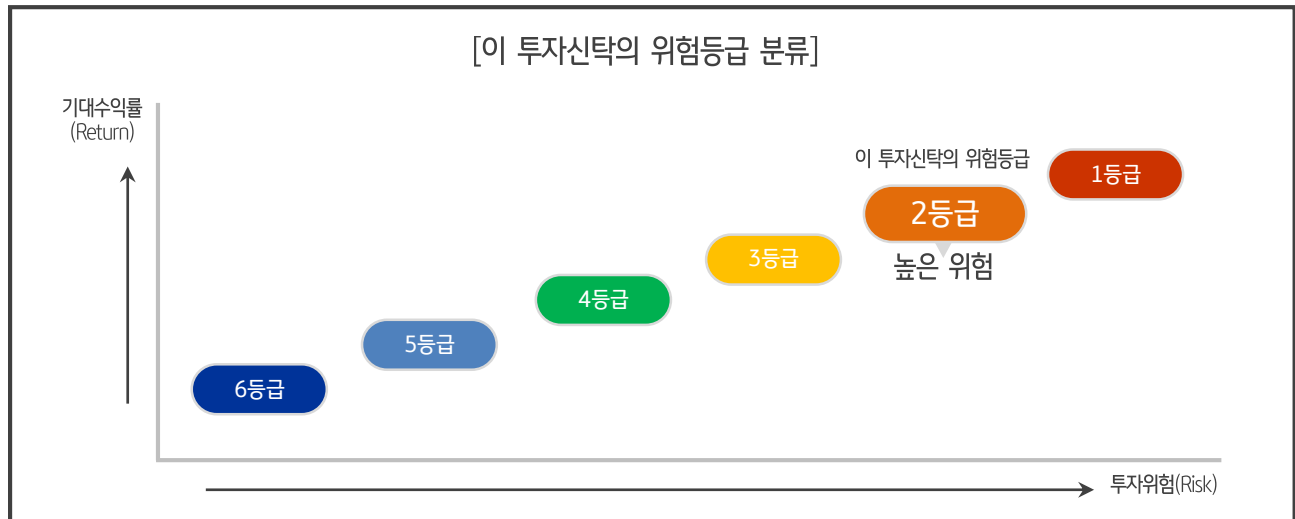 [이 투자신탁의 위험등급 분류]
기대수익률
(Return)
이 투자신탁의 위험등급
1등급
2등급
높은 위험
3등급
4등급
5등급
6등급
투자위험(Risk)